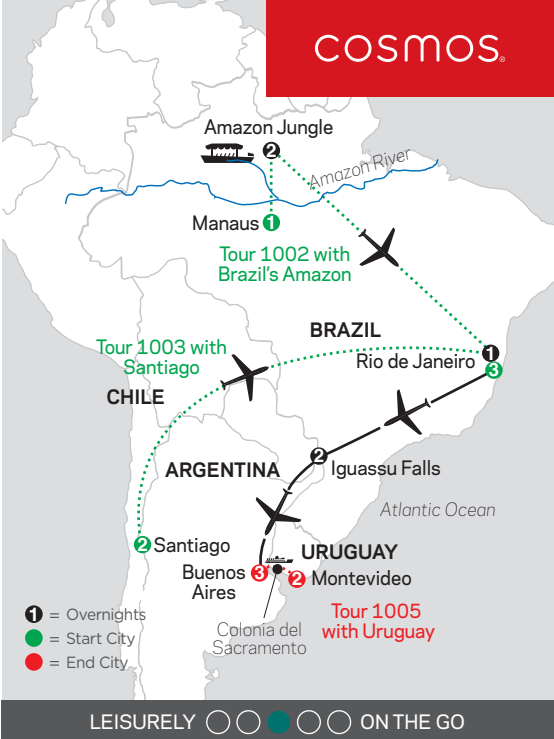 COSMOS®
Amazon Jungle
2
Amazon River
Manaus 1
Tour 1002 with
Brazil's Amazon
BRAZIL
Tour 1003 with
Santiago
1
Rio de Janeiro
3
CHILE
2
Iguassu Falls
ARGENTINA
Atlantic Ocean
2 Santiago
URUGUAY
Buenos 3
Aires
2 Montevideo
Tour 1005
with Uruguay
Colonia del
Sacramento
1 = Overnights
= Start City
= End City
LEISURELY ON THE GO